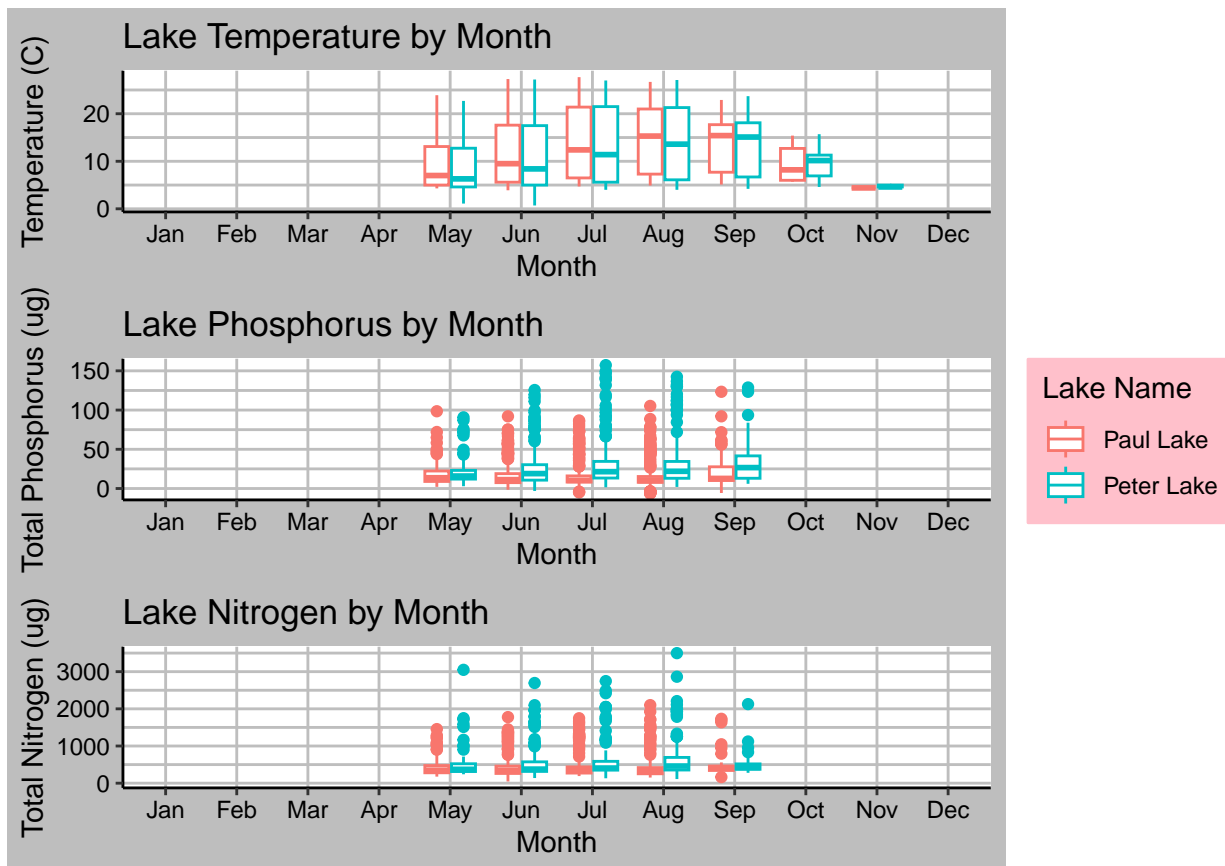 Lake Temperature by Month
Temperature (C)
20
10
0
Jan Feb Mar Apr May Jun Jul Aug Sep Oct Nov Dec
Month
Lake Phosphorus by Month
Total Phosphorus (ug)
150
100
50
0
Jan Feb Mar Apr May Jun Jul Aug Sep Oct Nov Dec
Month
Lake Nitrogen by Month
Total Nitrogen (ug)
3000
2000
1000
0
Jan Feb Mar Apr May Jun Jul Aug Sep Oct Nov Dec
Month
Lake Name
Paul Lake
Peter Lake